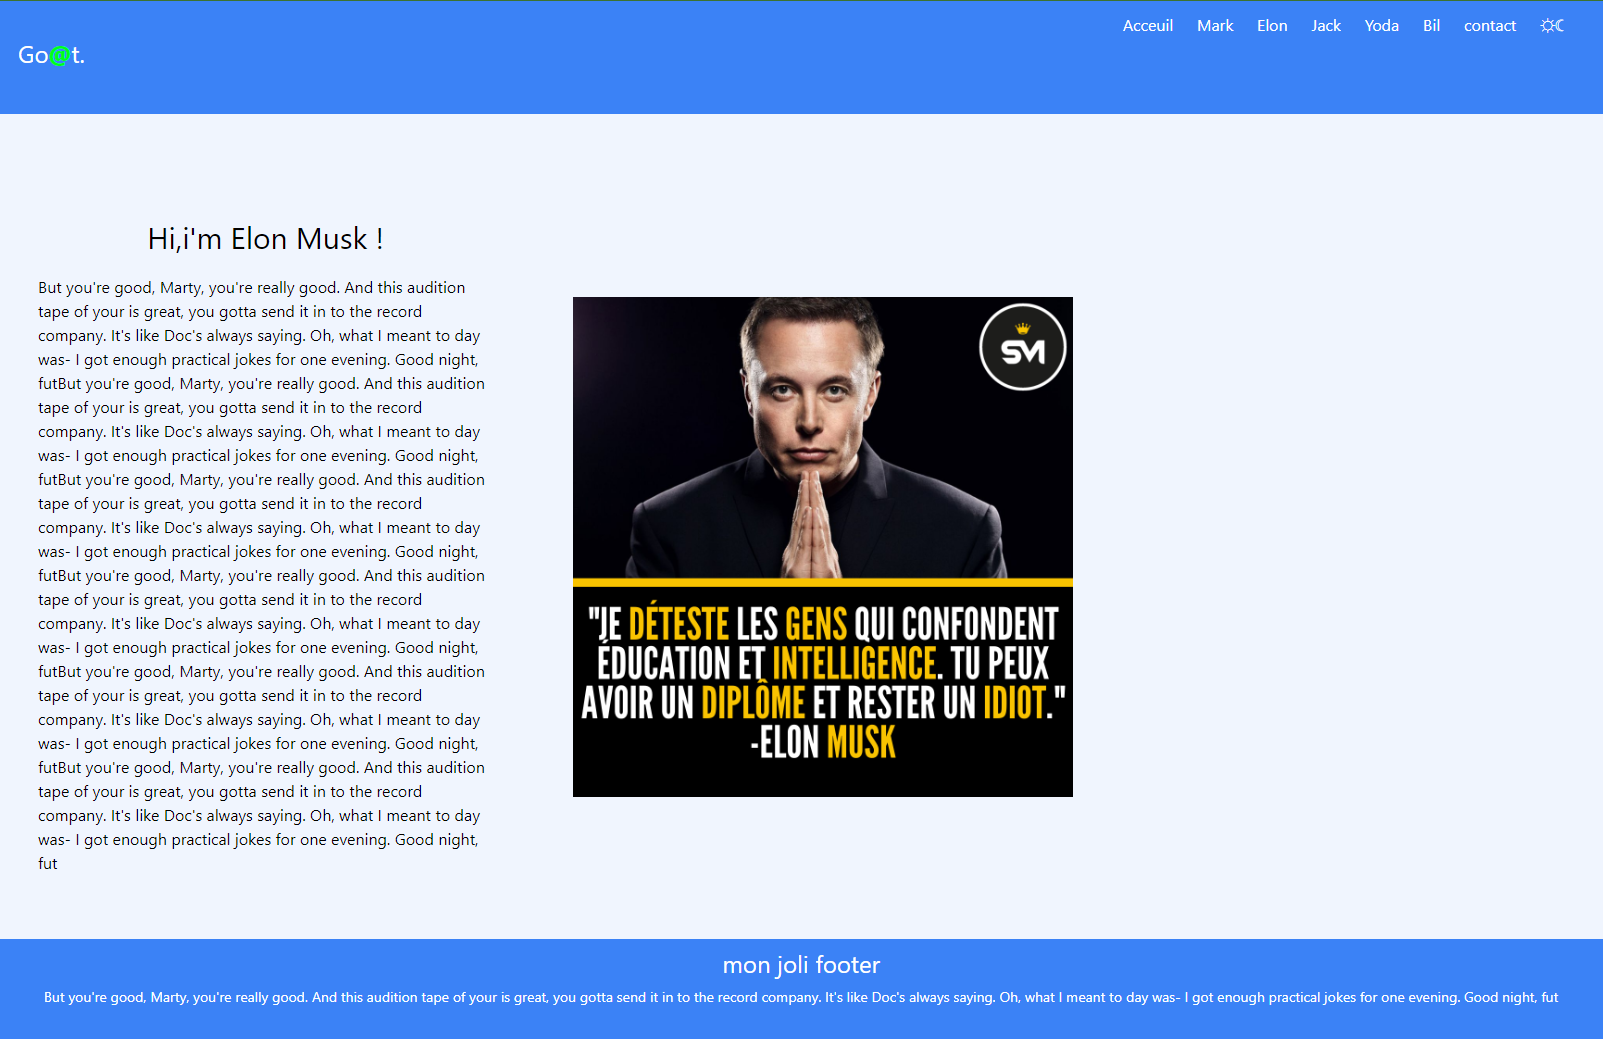 Go@t.
Acceuil Mark Elon Jack Yoda Bil contact
Hi,i'm Elon Musk !
But you're good, Marty, you're really good. And this audition
tape of your is great, you gotta send it in to the record
company. It's like Doc's always saying. Oh, what I meant to day
was- I got enough practical jokes for one evening. Good night,
futBut you're good, Marty, you're really good. And this audition
tape of your is great, you gotta send it in to the record
company. It's like Doc's always saying. Oh, what I meant to day
was- I got enough practical jokes for one evening. Good night,
futBut you're good, Marty, you're really good. And this audition
tape of your is great, you gotta send it in to the record
company. It's like Doc's always saying. Oh, what I meant to day
was- I got enough practical jokes for one evening. Good night,
futBut you're good, Marty, you're really good. And this audition
tape of your is great, you gotta send it in to the record
company. It's like Doc's always saying. Oh, what I meant to day
was- I got enough practical jokes for one evening. Good night,
futBut you're good, Marty, you're really good. And this audition
tape of your is great, you gotta send it in to the record
company. It's like Doc's always saying. Oh, what I meant to day
was- I got enough practical jokes for one evening. Good night,
futBut you're good, Marty, you're really good. And this audition
tape of your is great, you gotta send it in to the record
company. It's like Doc's always saying. Oh, what I meant to day
was- I got enough practical jokes for one evening. Good night,
fut
SM
"JE DÉTESTE LES GENS QUI CONFONDENT
ÉDUCATION ET INTELLIGENCE. TU PEUX
AVOIR UN DIPLÔME ET RESTER UN IDIOT."
-ELON MUSK
mon joli footer
But you're good, Marty, you're really good. And this audition tape of your is great, you gotta send it in to the record company. It's like Doc's always saying. Oh, what I meant to day was- I got enough practical jokes for one evening. Good night, fut